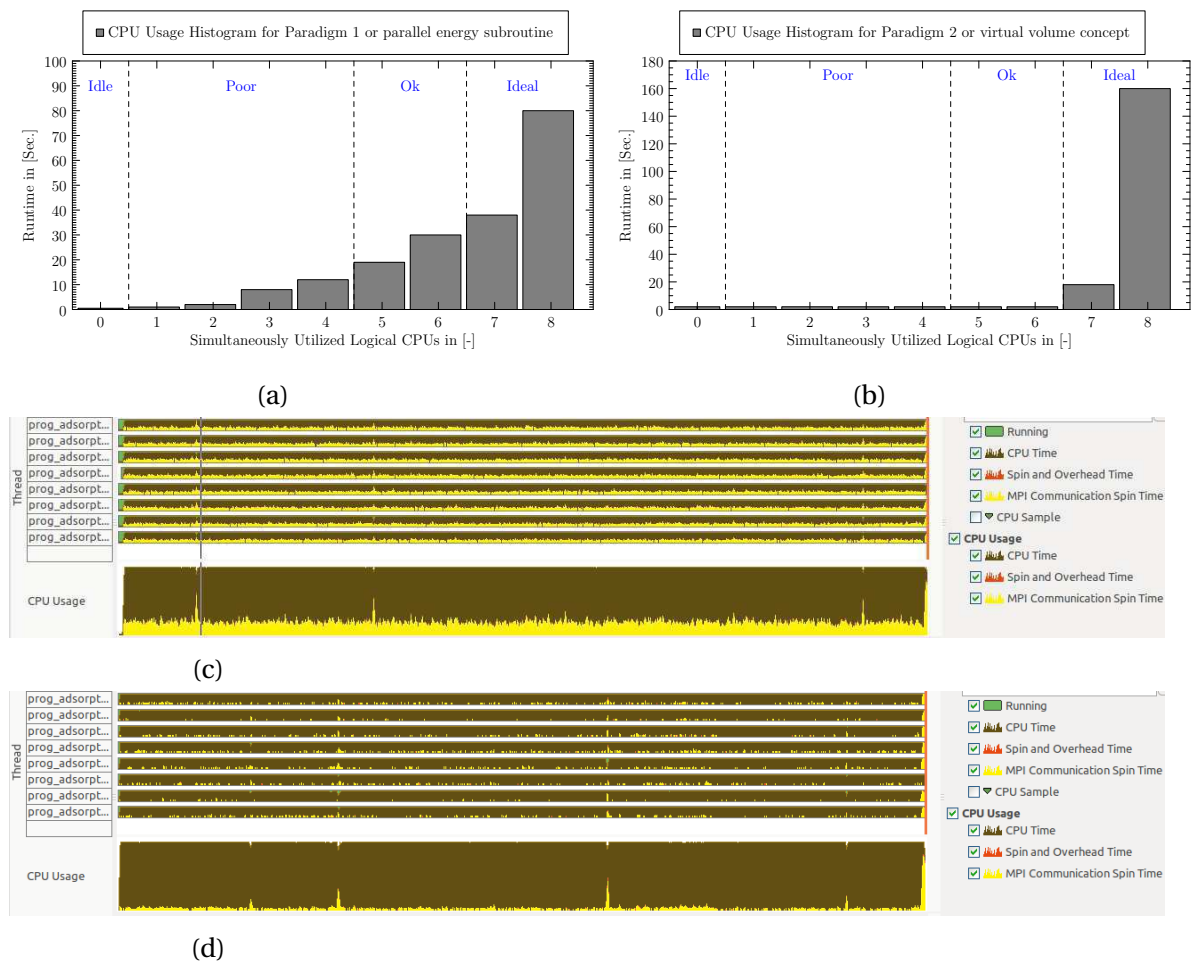 CPU Usage Histogram for Paradigm 1 or parallel energy subroutine
100
90
80
70
60
50
40
30
20
10
0
Runtime in [Sec.]
Idle Poor Ok Ideal
0 1 2 3 4 5 6 7 8
Simultaneously Utilized Logical CPUs in [-]
(a)
CPU Usage Histogram for Paradigm 2 or virtual volume concept
180
160
140
120
100
80
60
40
20
0
Runtime in [Sec.]
Idle Poor Ok Ideal
0 1 2 3 4 5 6 7 8
Simultaneously Utilized Logical CPUs in [-]
(b)
Thread
prog_adsorpt...
prog_adsorpt...
prog_adsorpt...
prog_adsorpt...
prog_adsorpt...
prog_adsorpt...
prog_adsorpt...
prog_adsorpt...
CPU Usage
Running
CPU Time
Spin and Overhead Time
MPI Communication Spin Time
CPU Sample
CPU Usage
CPU Time
Spin and Overhead Time
MPI Communication Spin Time
(c)
Thread
prog_adsorpt...
prog_adsorpt...
prog_adsorpt...
prog_adsorpt...
prog_adsorpt...
prog_adsorpt...
prog_adsorpt...
prog_adsorpt...
CPU Usage
Running
CPU Time
Spin and Overhead Time
MPI Communication Spin Time
CPU Sample
CPU Usage
CPU Time
Spin and Overhead Time
MPI Communication Spin Time
(d)